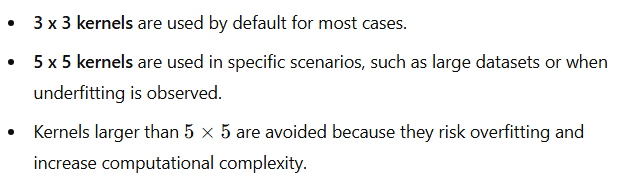 • 3 x 3 kernels are used by default for most cases.
• 5 x 5 kernels are used in specific scenarios, such as large datasets or when
underfitting is observed.
• Kernels larger than 5 × 5 are avoided because they risk overfitting and
increase computational complexity.